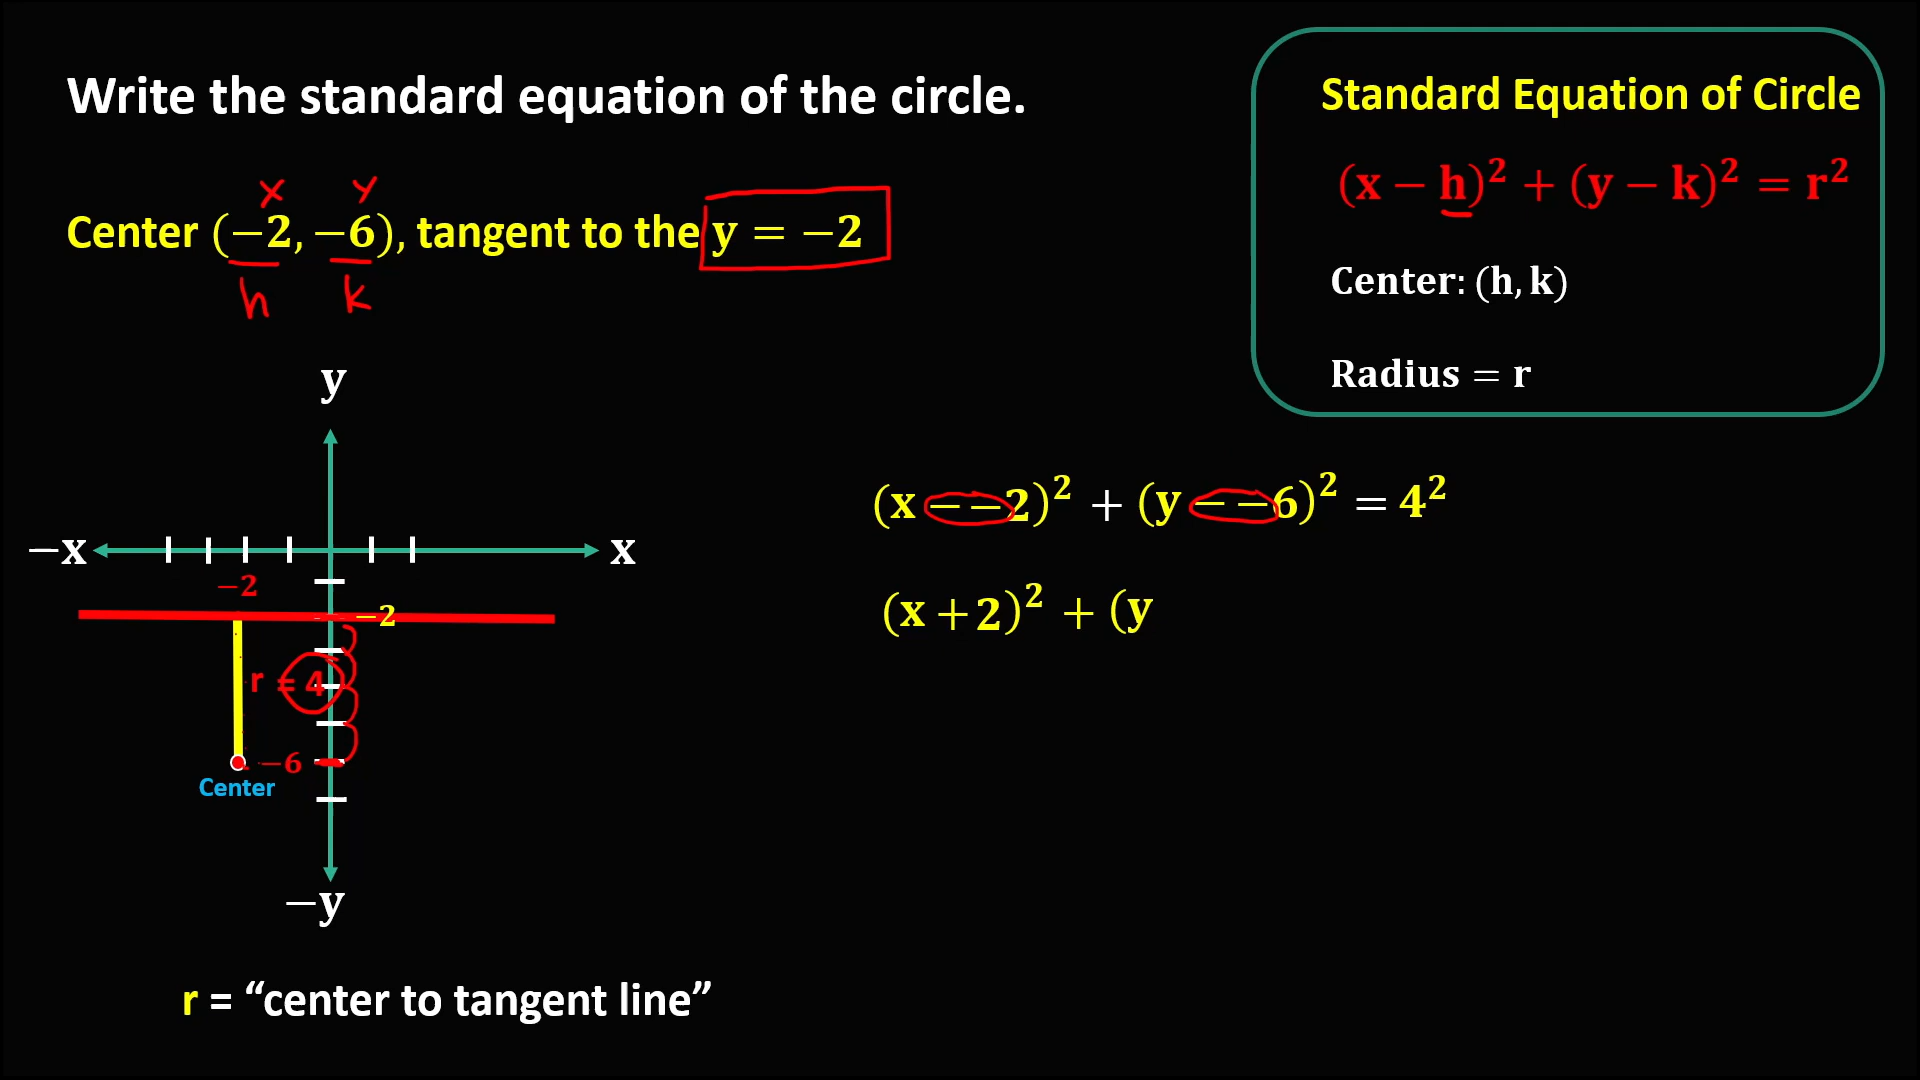 Write the standard equation of the circle.
x y
Center (−2, −6), tangent to the y = −2
h k
Standard Equation of Circle
(x − h)² + (y − k)² = r²
Center: (h, k)
Radius = r
y
−x
x
−2
−2
r = 4
−6
Center
−y
r = “center to tangent line”
(x − −2)² + (y − −6)² = 4²
(x + 2)² + (y